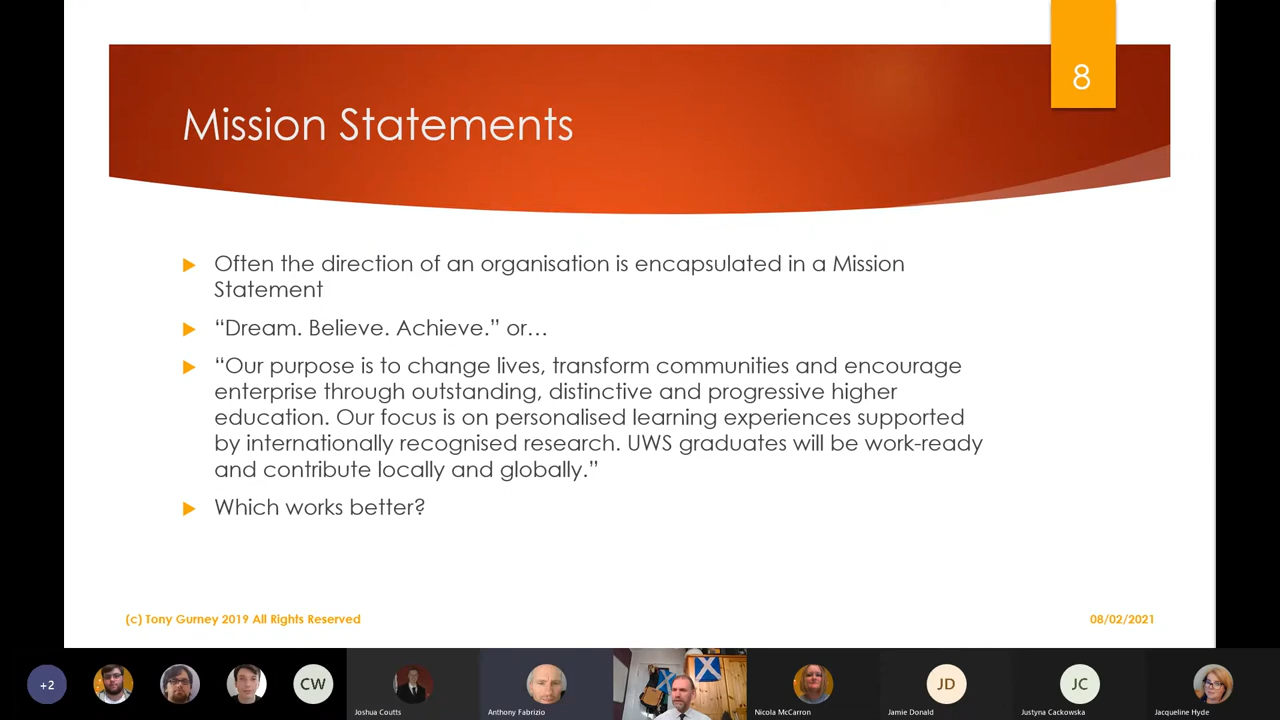 8
Mission Statements
Often the direction of an organisation is encapsulated in a Mission
Statement
“Dream. Believe. Achieve.” or…
“Our purpose is to change lives, transform communities and encourage
enterprise through outstanding, distinctive and progressive higher
education. Our focus is on personalised learning experiences supported
by internationally recognised research. UWS graduates will be work-ready
and contribute locally and globally.”
Which works better?
(c) Tony Gurney 2019 All Rights Reserved
08/02/2021
+2
CW
Joshua Coutts
Anthony Fabrizio
Nicola McCarron
JD
Jamie Donald
JC
Justyna Cackowska
Jacqueline Hyde